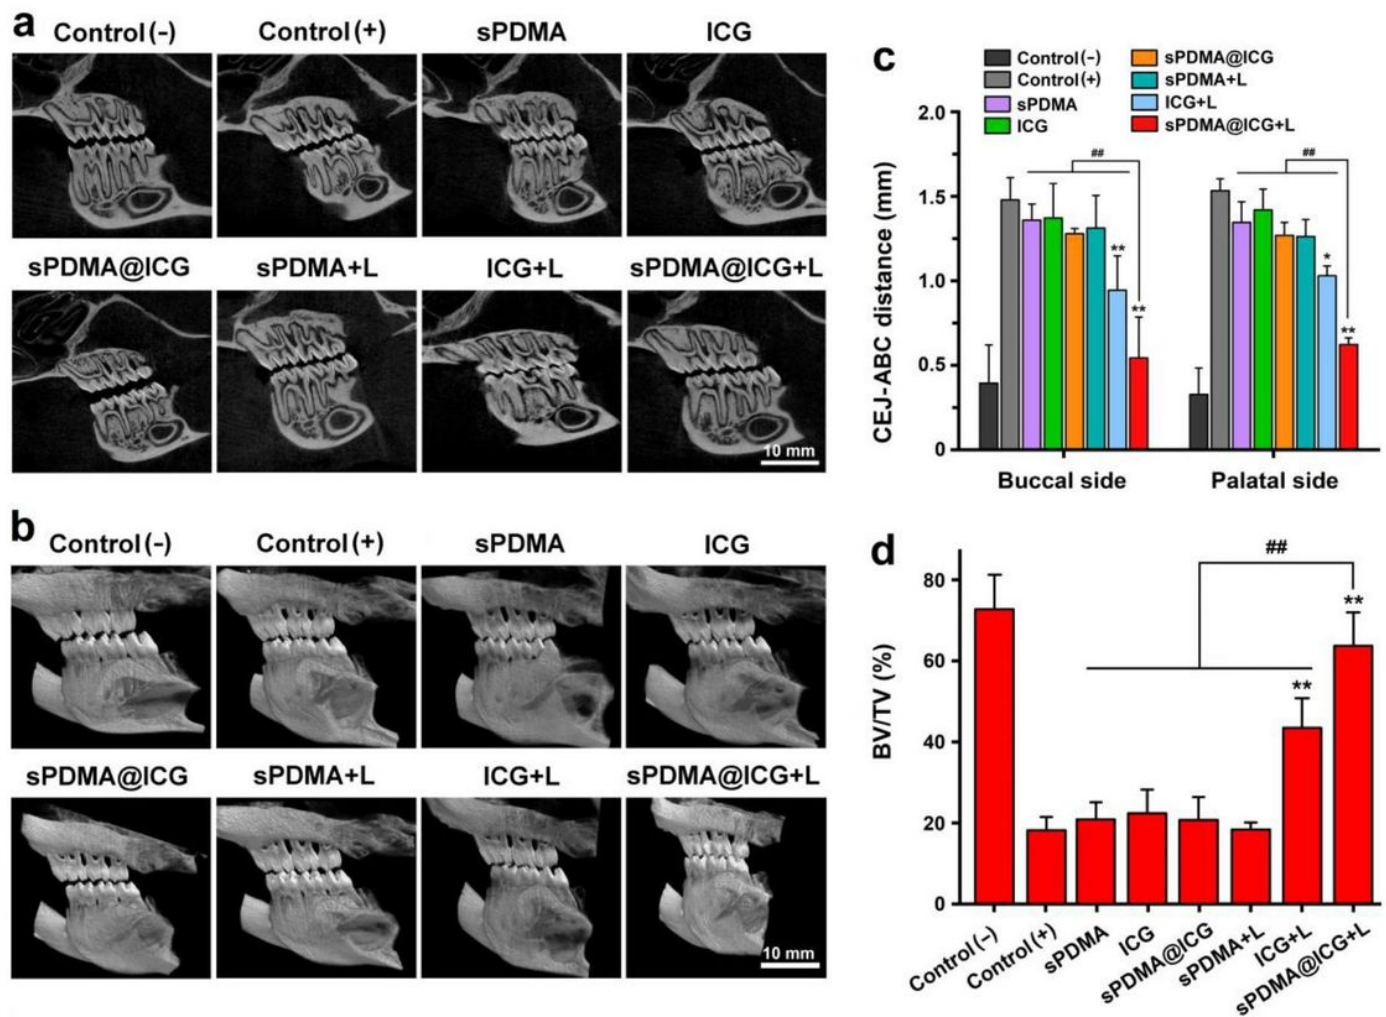 a
Control(−) Control(+) sPDMA ICG
sPDMA@ICG sPDMA+L ICG+L sPDMA@ICG+L
10 mm
b
Control(−) Control(+) sPDMA ICG
sPDMA@ICG sPDMA+L ICG+L sPDMA@ICG+L
10 mm
c
Control(−) sPDMA@ICG
Control(+) sPDMA+L
sPDMA ICG+L
ICG sPDMA@ICG+L
CEJ-ABC distance (mm)
2.0
1.5
1.0
0.5
0
## ##
** **
* **
Buccal side Palatal side
d
BV/TV (%)
80
60
40
20
0
##
**
**
Control(−) Control(+) sPDMA ICG sPDMA@ICG sPDMA+L ICG+L sPDMA@ICG+L